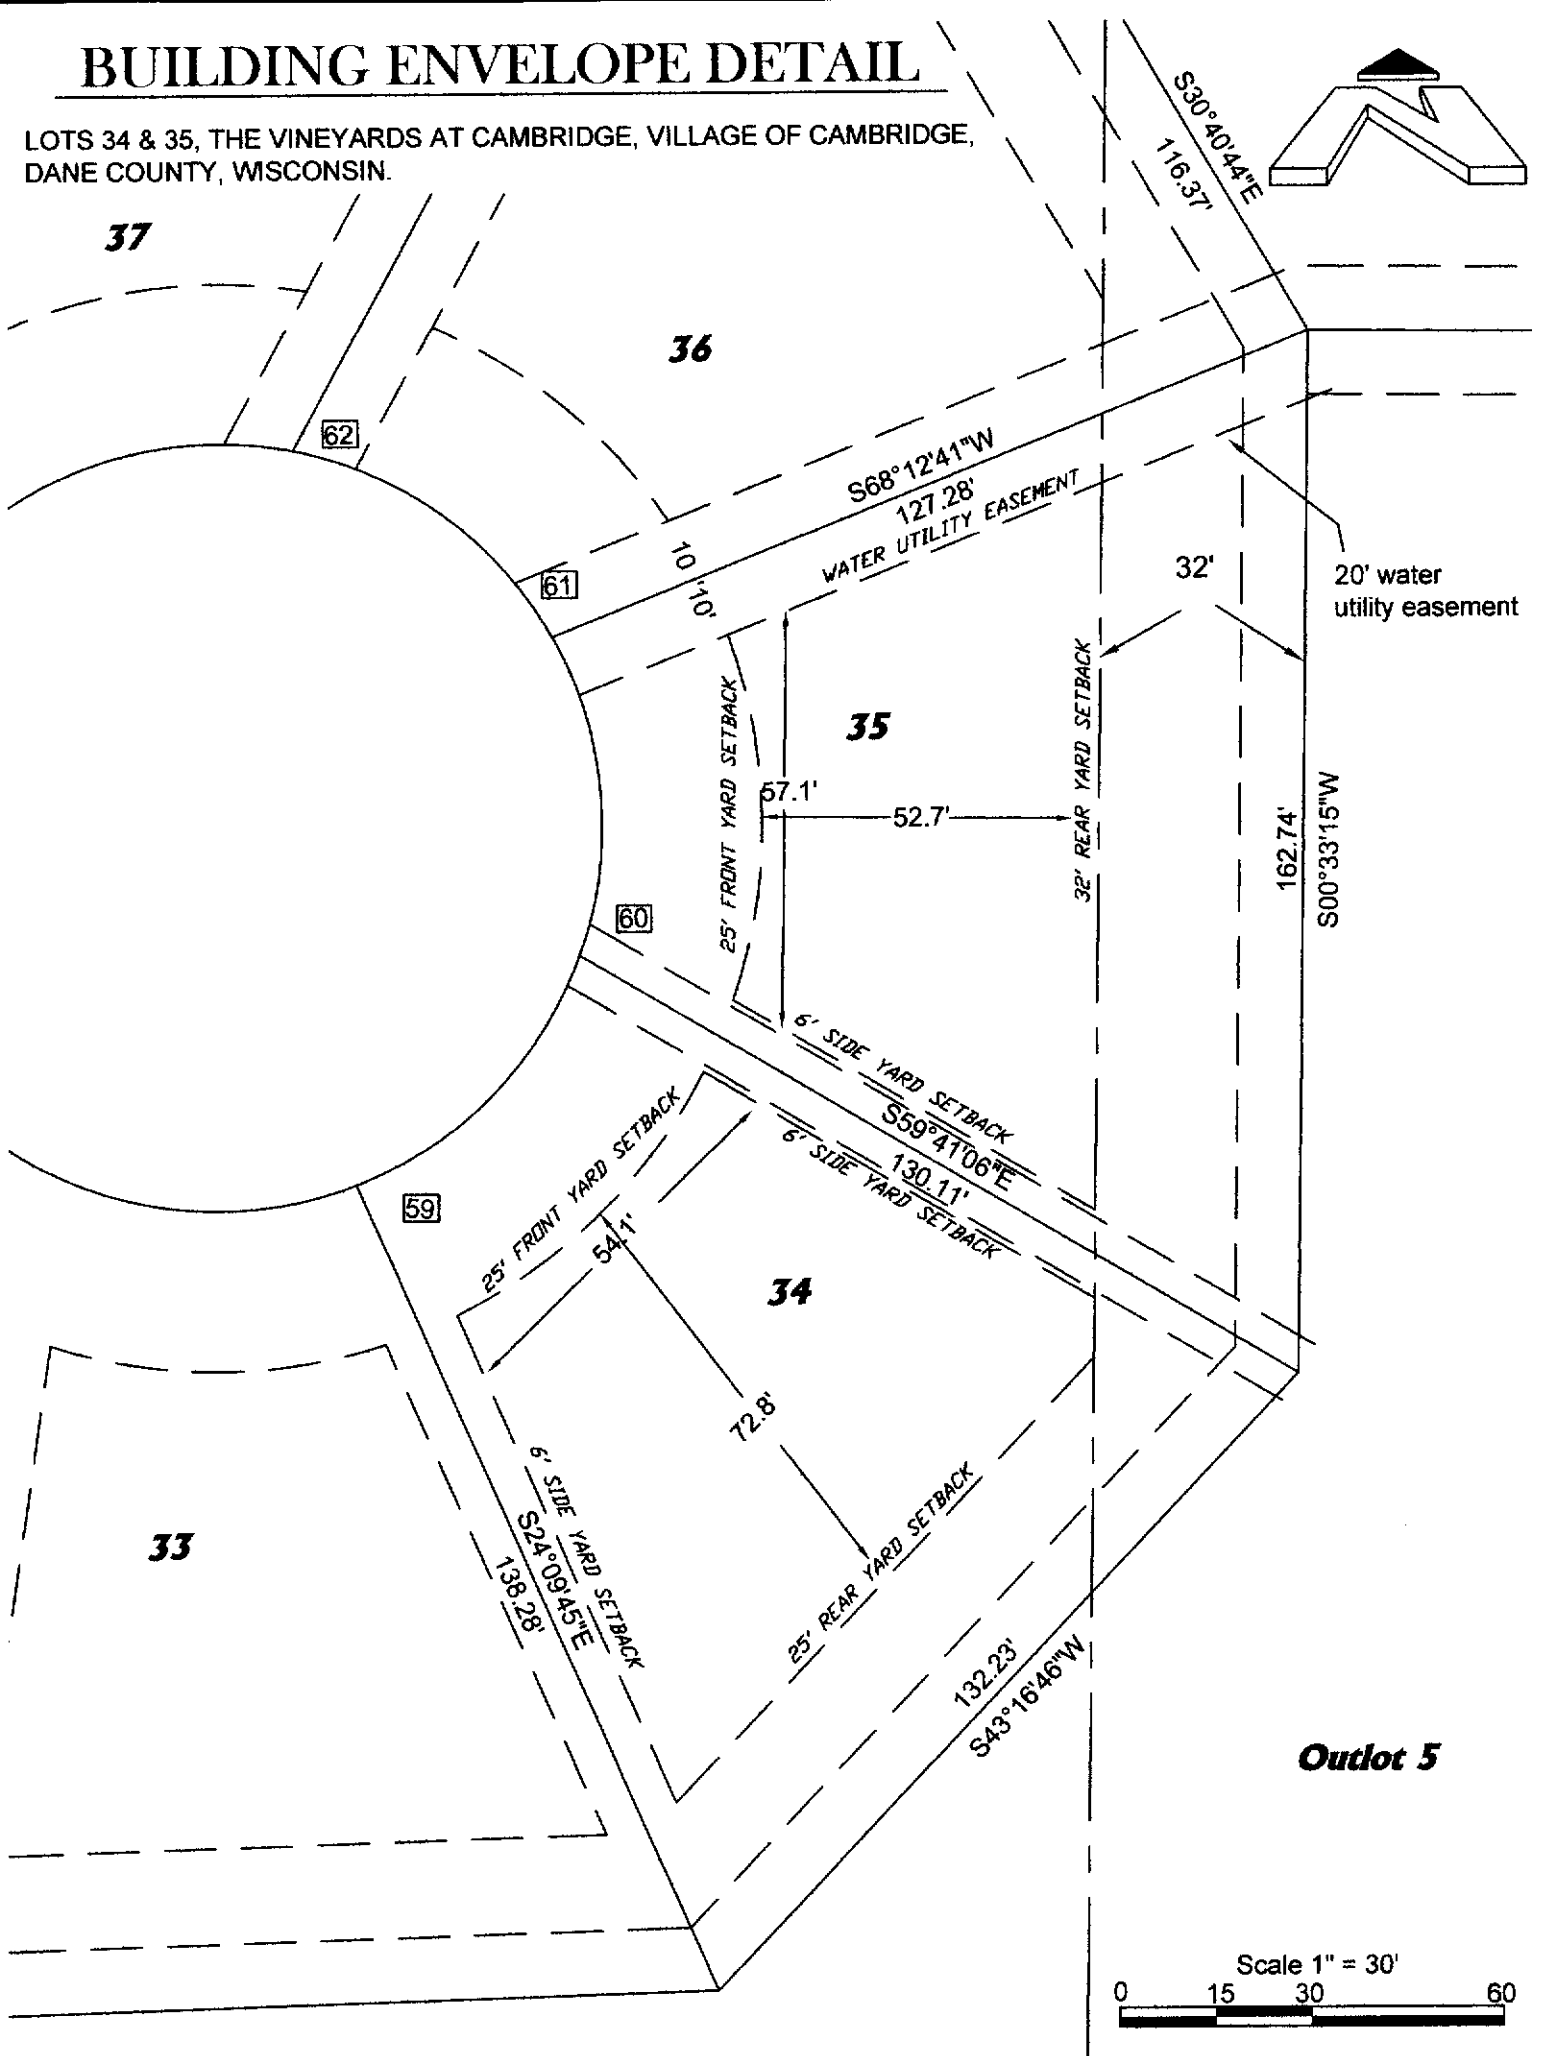 BUILDING ENVELOPE DETAIL
LOTS 34 & 35, THE VINEYARDS AT CAMBRIDGE, VILLAGE OF CAMBRIDGE,
DANE COUNTY, WISCONSIN.
S30°40'44"E
116.37'
37
36
62
S68°12'41"W
127.28'
WATER UTILITY EASEMENT
61
10
'10'
32'
20' water
utility easement
25' FRONT YARD SETBACK
35
32' REAR YARD SETBACK
57.1'
52.7'
162.74'
S00°33'15"W
60
6' SIDE YARD SETBACK
S59°41'06"E
130.11'
6' SIDE YARD SETBACK
59
25' FRONT YARD SETBACK
54.1'
34
72.8'
33
6' SIDE YARD SETBACK
S24°09'45"E
138.28'
25' REAR YARD SETBACK
132.23'
S43°16'46"W
Outlot 5
Scale 1" = 30'
0 15 30 60